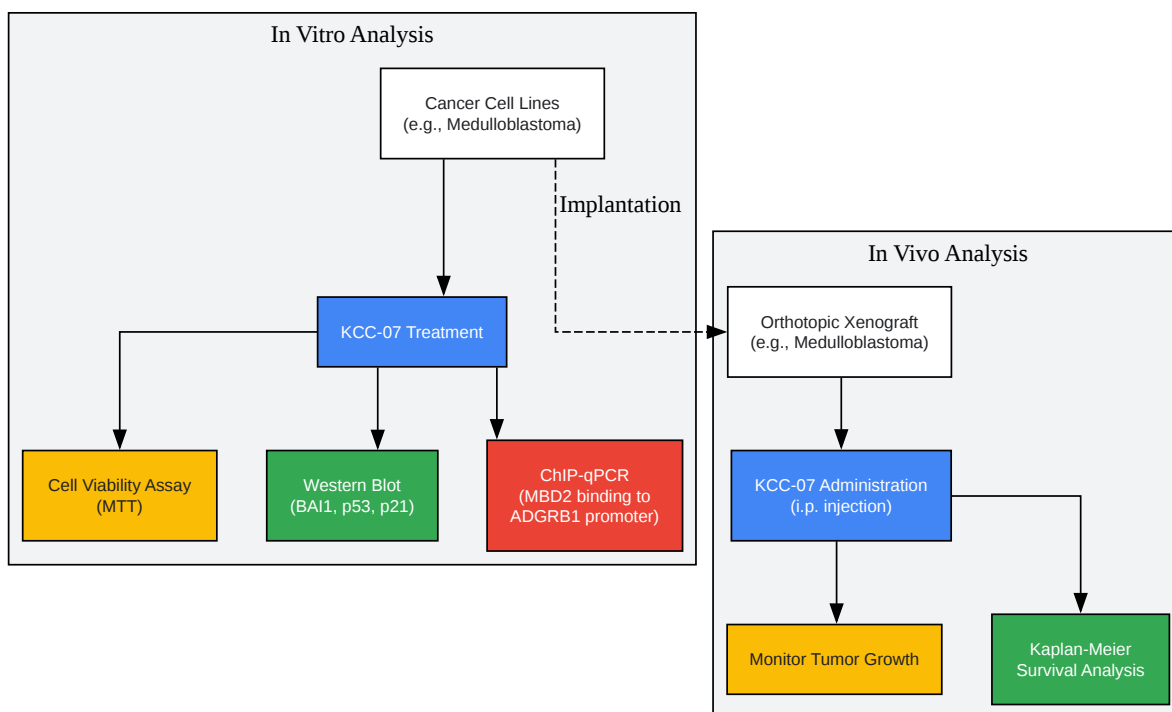 In Vitro Analysis
Cancer Cell Lines
(e.g., Medulloblastoma)
Implantation
In Vivo Analysis
KCC-07 Treatment
Orthotopic Xenograft
(e.g., Medulloblastoma)
Cell Viability Assay
(MTT)
Western Blot
(BAI1, p53, p21)
ChIP-qPCR
(MBD2 binding to
ADGRB1 promoter)
KCC-07 Administration
(i.p. injection)
Monitor Tumor Growth
Kaplan-Meier
Survival Analysis